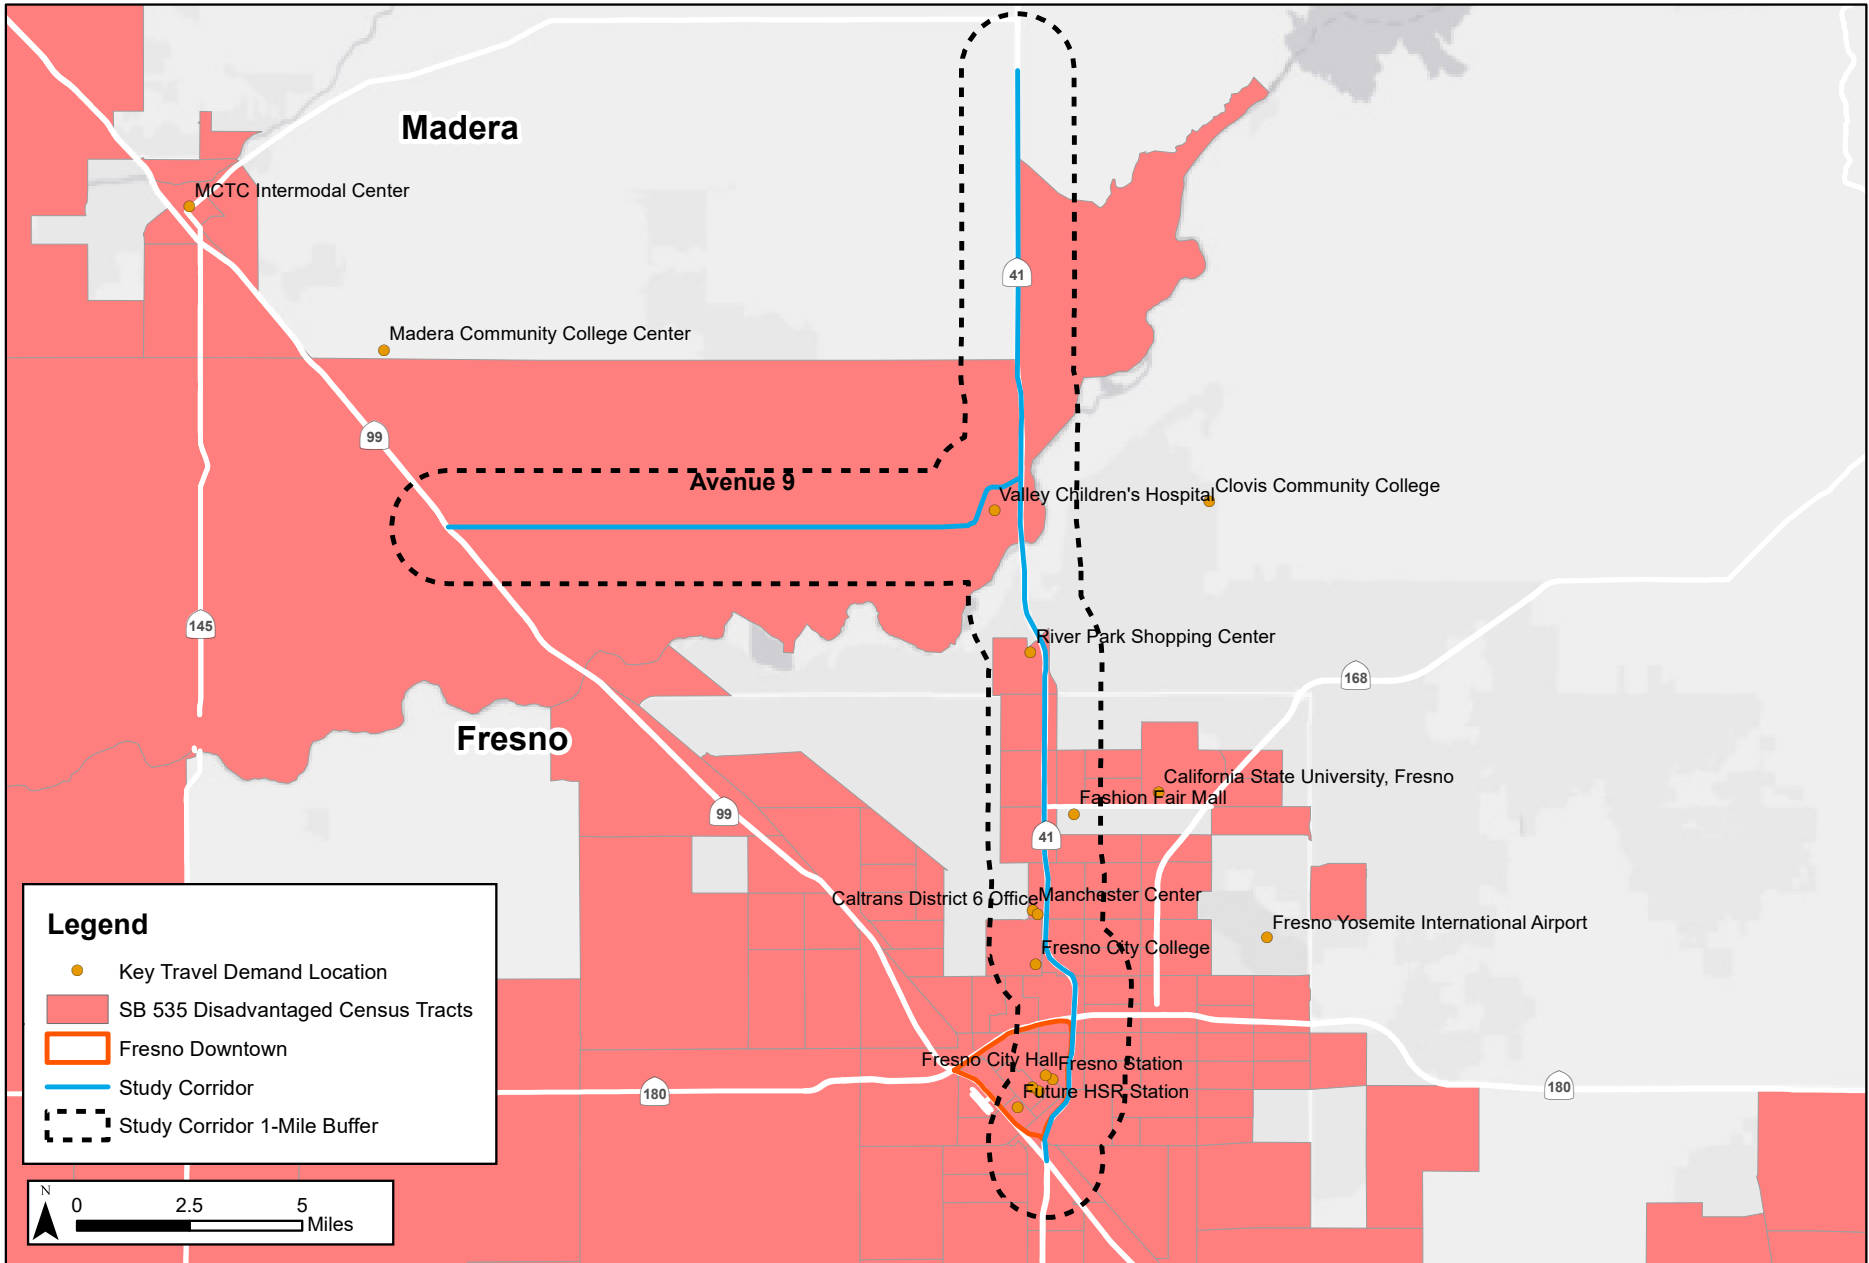 Madera
MCTC Intermodal Center
41
Madera Community College Center
99
Avenue 9
Valley Children's Hospital
Clovis Community College
145
River Park Shopping Center
168
Fresno
California State University, Fresno
Fashion Fair Mall
99
41
Caltrans District 6 Office
Manchester Center
Fresno Yosemite International Airport
Fresno City College
Fresno City Hall
Fresno Station
Future HSR Station
180
180
Legend
Key Travel Demand Location
SB 535 Disadvantaged Census Tracts
Fresno Downtown
Study Corridor
Study Corridor 1-Mile Buffer
N
0 2.5 5
Miles